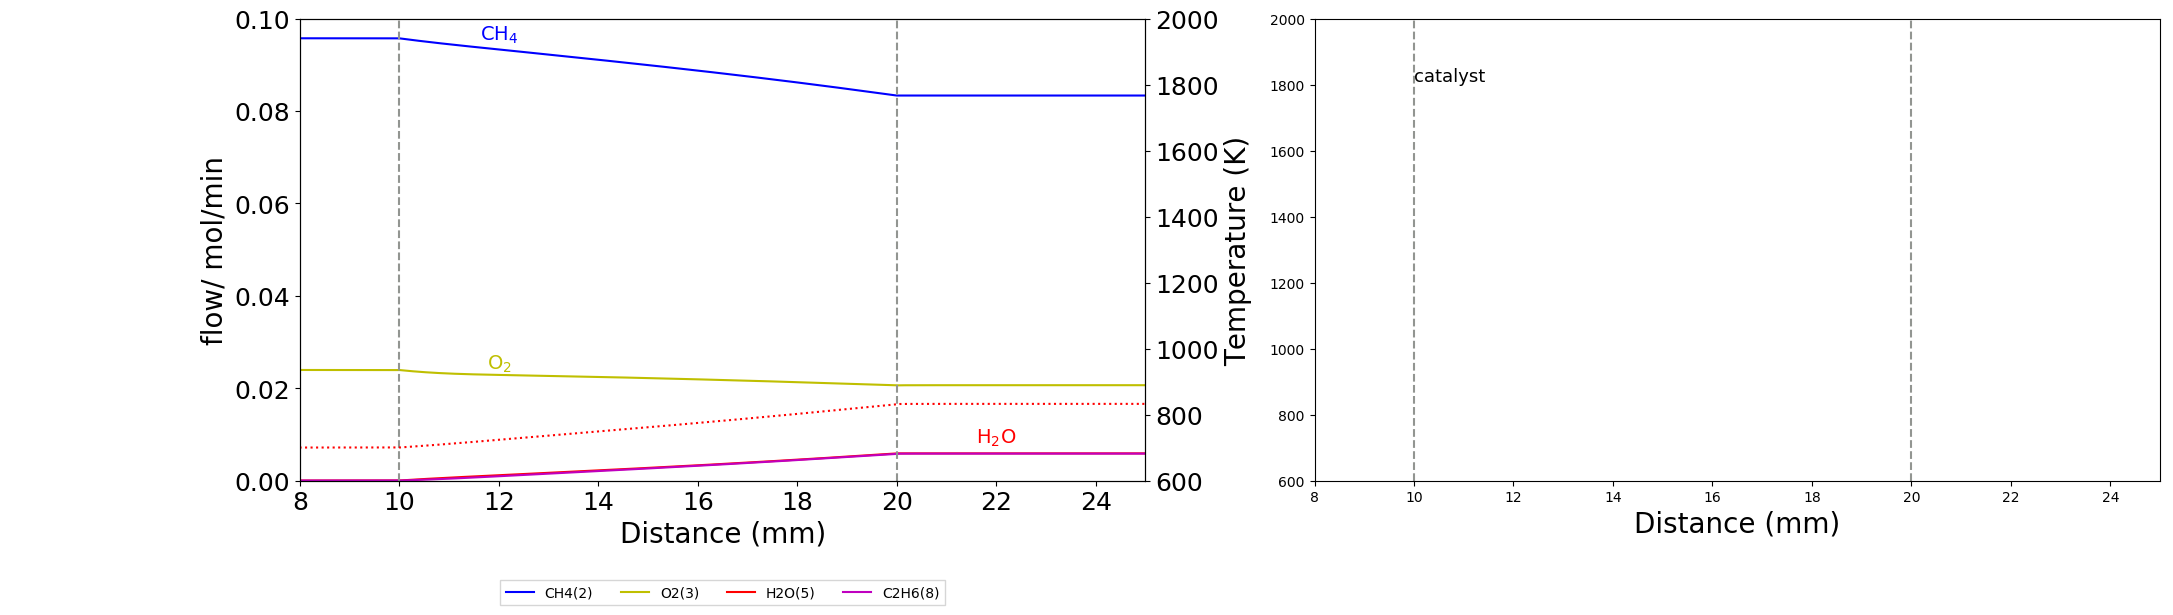 0.10
0.08
0.06
0.04
0.02
0.00
flow/ mol/min
CH4
O2
H2O
8 10 12 14 16 18 20 22 24
Distance (mm)
2000
1800
1600
1400
1200
1000
800
600
Temperature (K)
CH4(2) O2(3) H2O(5) C2H6(8)
2000
1800
1600
1400
1200
1000
800
600
catalyst
8 10 12 14 16 18 20 22 24
Distance (mm)